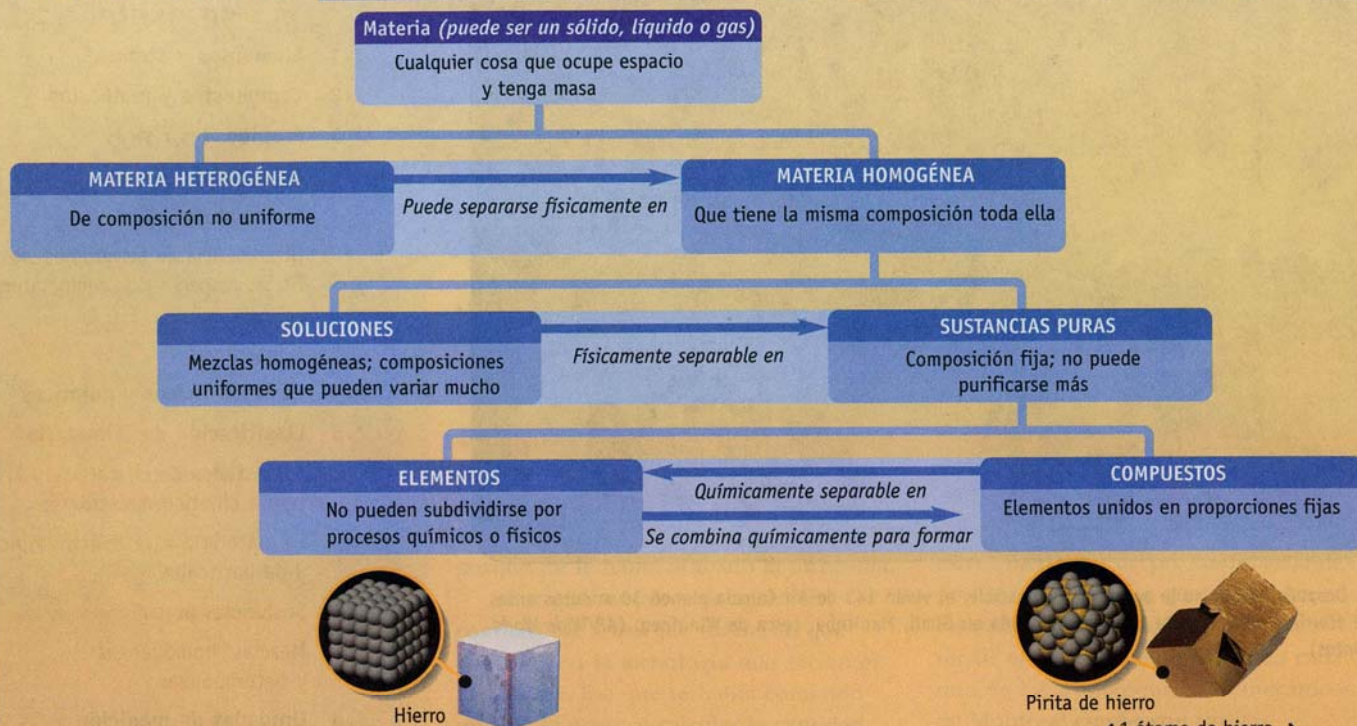 Materia (puede ser un sólido, líquido o gas)
Cualquier cosa que ocupe espacio
y tenga masa
MATERIA HETEROGÉNEA
De composición no uniforme
Puede separarse físicamente en
MATERIA HOMOGÉNEA
Que tiene la misma composición toda ella
SOLUCIONES
Mezclas homogéneas; composiciones
uniformes que pueden variar mucho
Físicamente separable en
SUSTANCIAS PURAS
Composición fija; no puede
purificarse más
ELEMENTOS
No pueden subdividirse por
procesos químicos o físicos
Químicamente separable en
Se combina químicamente para formar
COMPUESTOS
Elementos unidos en proporciones fijas
Hierro
Pirita de hierro